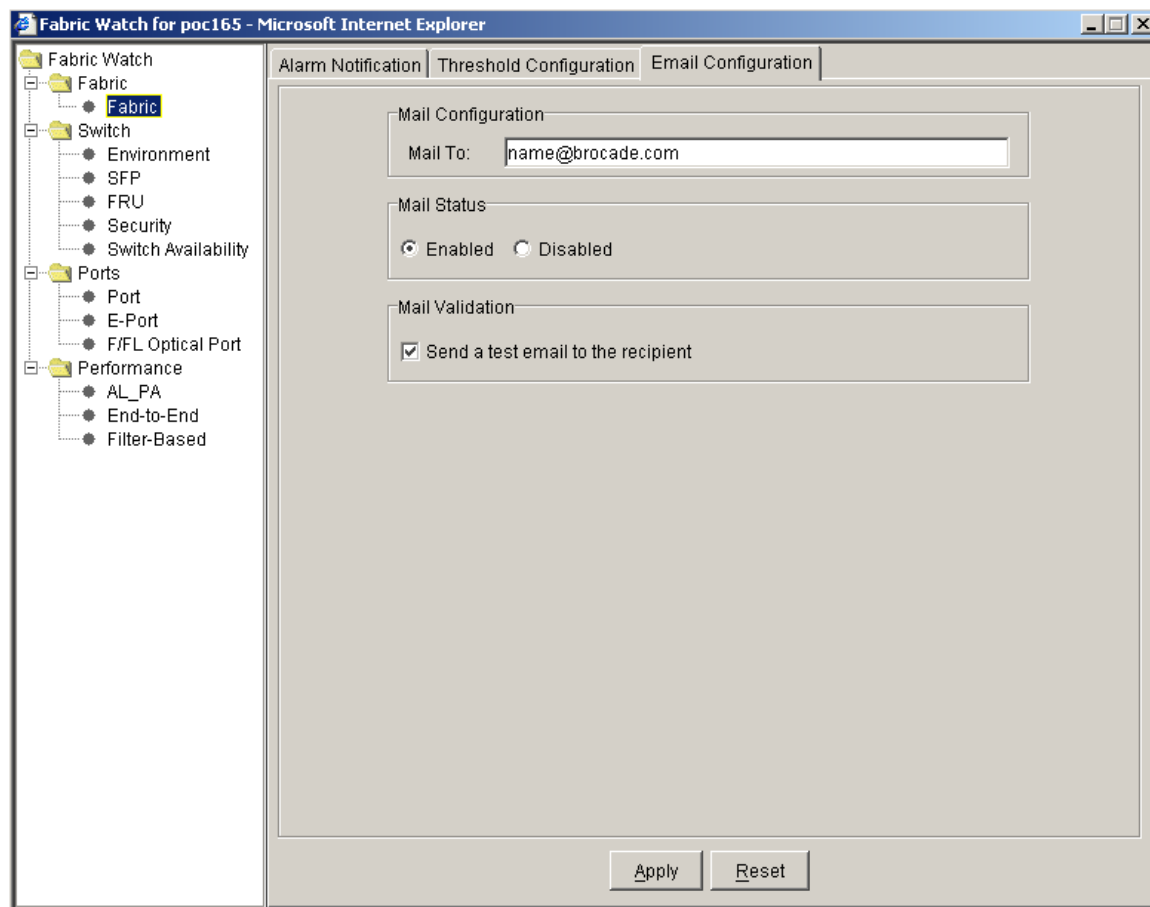 Fabric Watch for poc165 - Microsoft Internet Explorer
Fabric Watch
Fabric
Fabric
Switch
Environment
SFP
FRU
Security
Switch Availability
Ports
Port
E-Port
F/FL Optical Port
Performance
AL_PA
End-to-End
Filter-Based
Alarm Notification Threshold Configuration Email Configuration
Mail Configuration
Mail To: name@brocade.com
Mail Status
Enabled Disabled
Mail Validation
Send a test email to the recipient
Apply Reset